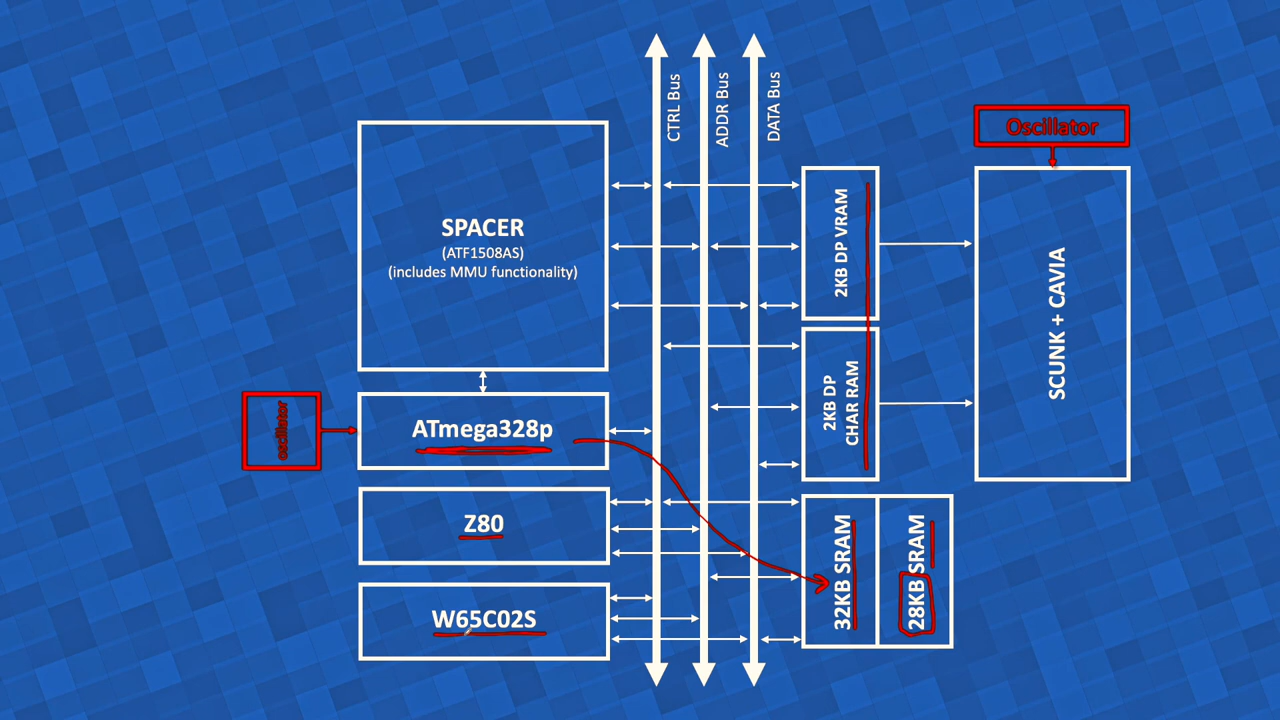 CTRL Bus
ADDR Bus
DATA Bus
Oscillator
SPACER
(ATF1508AS)
(includes MMU functionality)
2KB DP VRAM
SCUNK + CAVIA
oscillator
ATmega328p
2KB DP
CHAR RAM
Z80
32KB SRAM
28KB SRAM
W65C02S